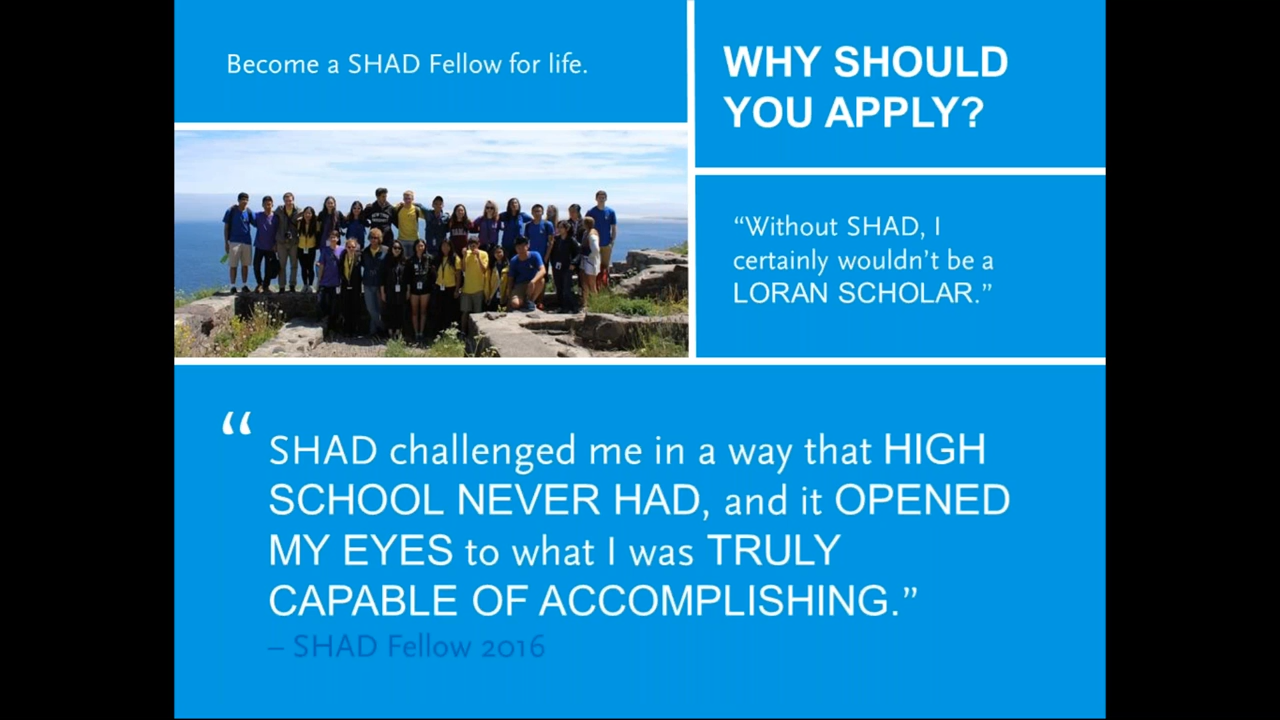 Become a SHAD Fellow for life.
WHY SHOULD
YOU APPLY?
“Without SHAD, I
certainly wouldn’t be a
LORAN SCHOLAR.”
“
SHAD challenged me in a way that HIGH
SCHOOL NEVER HAD, and it OPENED
MY EYES to what I was TRULY
CAPABLE OF ACCOMPLISHING.”
– SHAD Fellow 2016